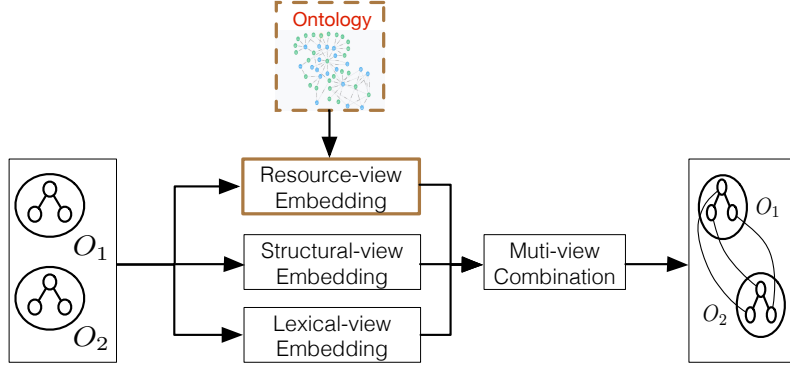 Ontology
Resource-view
Embedding
O₁
O₂
Structural-view
Embedding
Lexical-view
Embedding
Muti-view
Combination
O₁
O₂